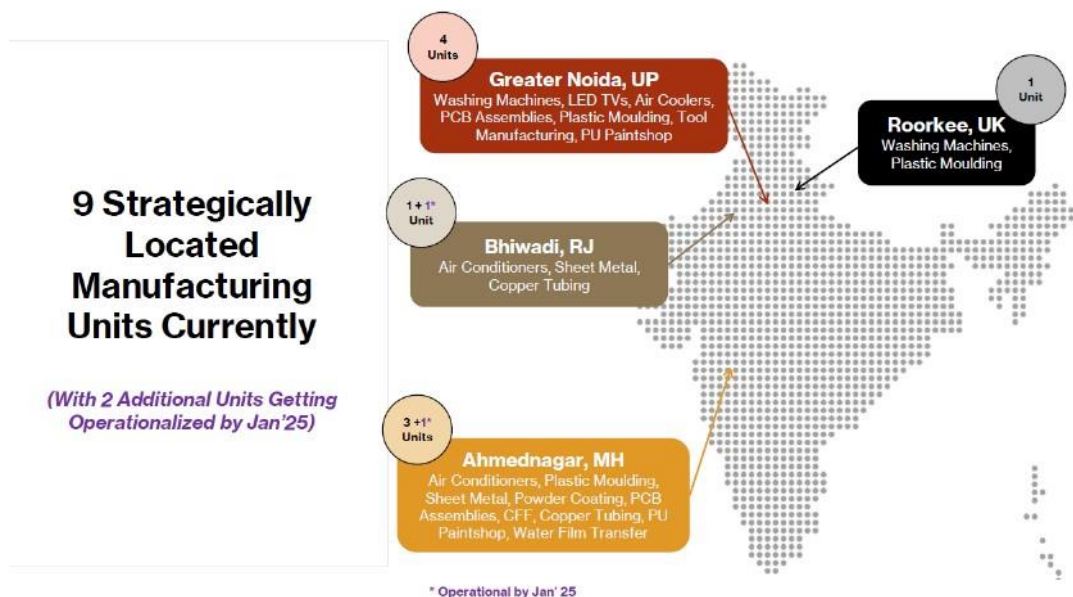 9 Strategically
Located
Manufacturing
Units Currently
(With 2 Additional Units Getting
Operationalized by Jan'25)
4
Units
Greater Noida, UP
Washing Machines, LED TVs, Air Coolers,
PCB Assemblies, Plastic Moulding, Tool
Manufacturing, PU Paintshop
1
Unit
Roorkee, UK
Washing Machines,
Plastic Moulding
1 + 1*
Unit
Bhiwadi, RJ
Air Conditioners, Sheet Metal,
Copper Tubing
3 +1*
Units
Ahmednagar, MH
Air Conditioners, Plastic Moulding,
Sheet Metal, Powder Coating, PCB
Assemblies, CFF, Copper Tubing, PU
Paintshop, Water Film Transfer
* Operational by Jan' 25